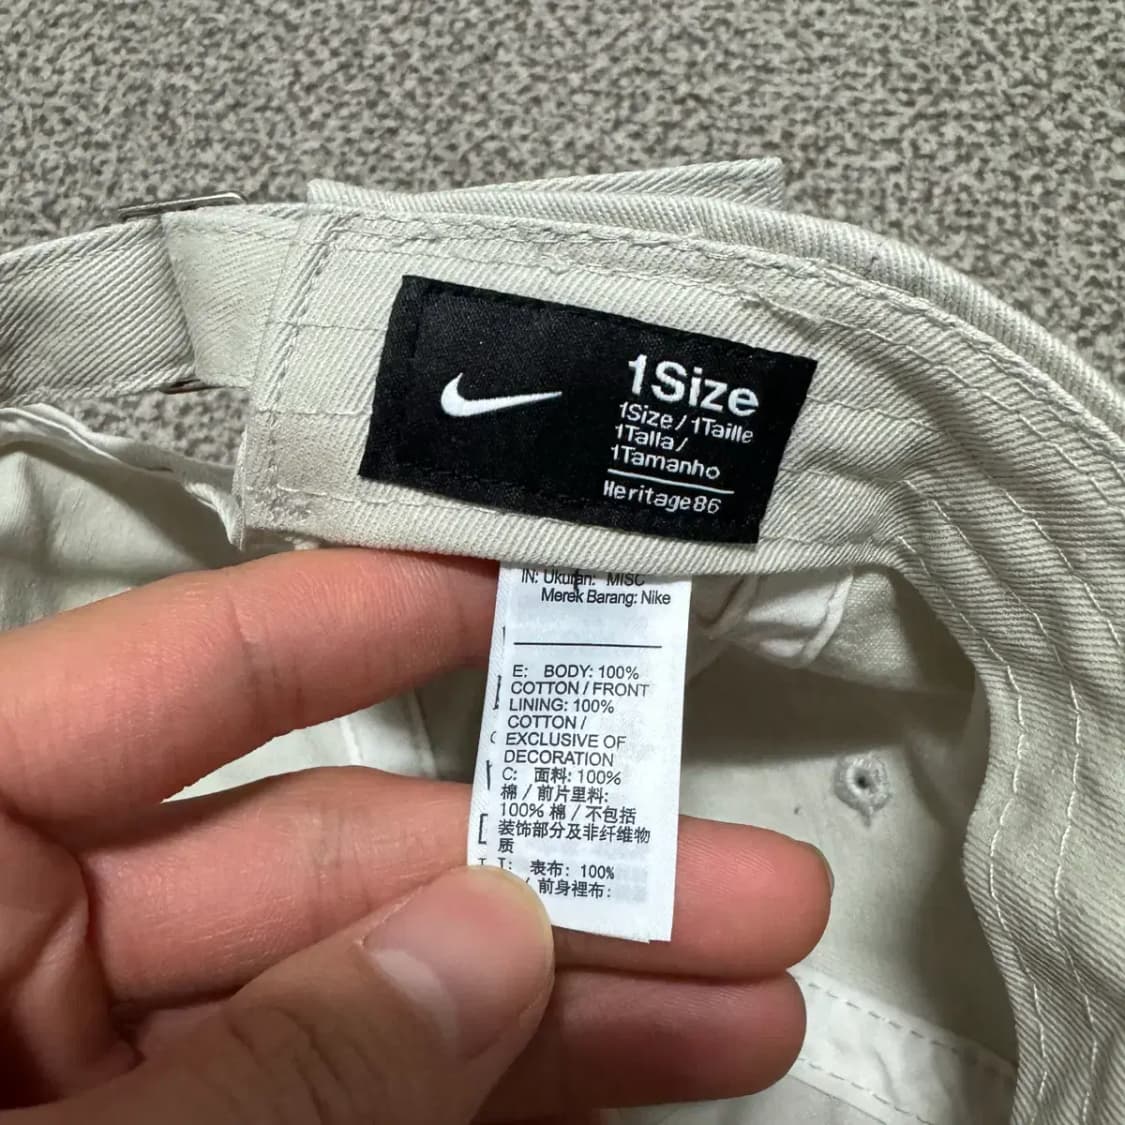 1Size
1Size/1Taille
1Talla/
1Tamanho
Heritage86
IN: Ukuran: MISC
Merek Barang: Nike
E: BODY: 100%
COTTON / FRONT
LINING: 100%
COTTON /
EXCLUSIVE OF
DECORATION
C: 面料: 100%
棉 / 前片里料:
100% 棉 / 不包括
装饰部分及非纤维物
质
T: 表布: 100%
/ 前身裡布: